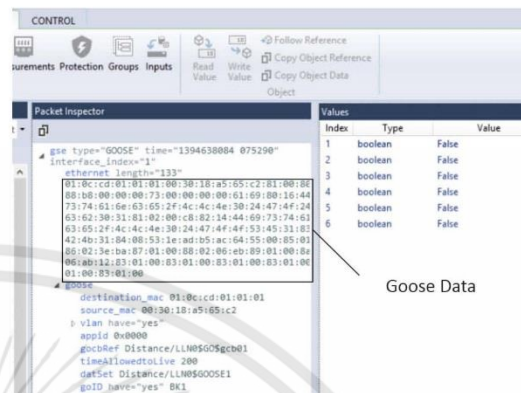 CONTROL
Follow Reference
Copy Object Reference
Copy Object Data
surements Protection Groups Inputs
Read Value
Write Value
Object
Packet Inspector
gse type="GOOSE" time="1394638084 075290"
interface_index="1"
ethernet length="133"
01:0c:cd:01:01:01:00:30:18:a5:65:c2:81:00:8
88:b8:00:00:00:73:00:00:00:00:61:69:80:16:44
73:74:61:6e:63:65:2f:4c:4c:4e:30:24:47:4f:24
63:62:30:31:81:02:00:c8:82:14:44:69:73:74:61
63:65:2f:4c:4c:4e:30:24:47:4f:4f:53:45:31:83
42:4b:31:84:08:53:1e:ad:b5:ac:64:55:00:85:01
86:02:3e:ba:87:01:00:88:02:06:eb:89:01:00:8a
06:ab:12:83:01:00:83:01:00:83:01:00:83:01:00
01:00:83:01:00
goose
destination_mac 01:0c:cd:01:01:01
source_mac 00:30:18:a5:65:c2
vlan have="yes"
appid 0x0000
gocbRef Distance/LLN0$GO$gcb01
timeAllowedtoLive 200
datSet Distance/LLN0$GOOSE1
goID have="yes" BK1
Values
Index Type Value
1 boolean False
2 boolean False
3 boolean False
4 boolean False
5 boolean False
6 boolean False
Goose Data